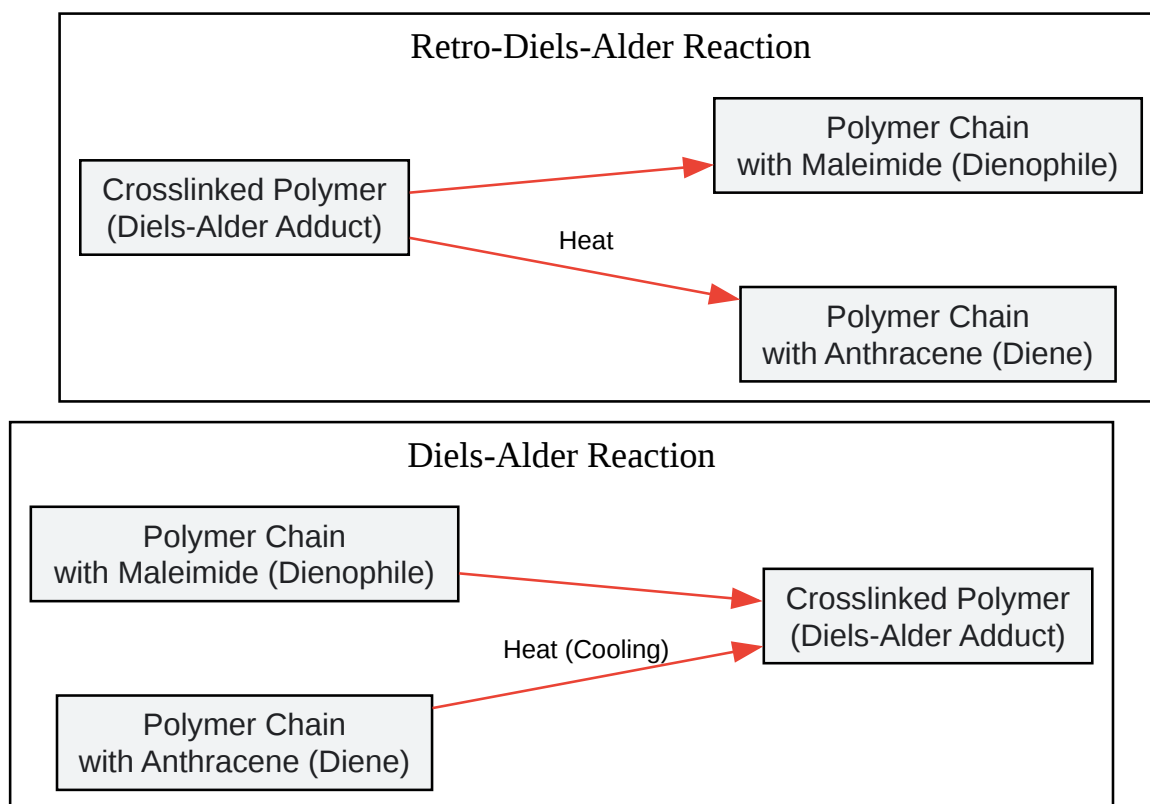 Retro-Diels-Alder Reaction
Polymer Chain
with Maleimide (Dienophile)
Crosslinked Polymer
(Diels-Alder Adduct)
Heat
Polymer Chain
with Anthracene (Diene)
Diels-Alder Reaction
Polymer Chain
with Maleimide (Dienophile)
Crosslinked Polymer
(Diels-Alder Adduct)
Heat (Cooling)
Polymer Chain
with Anthracene (Diene)